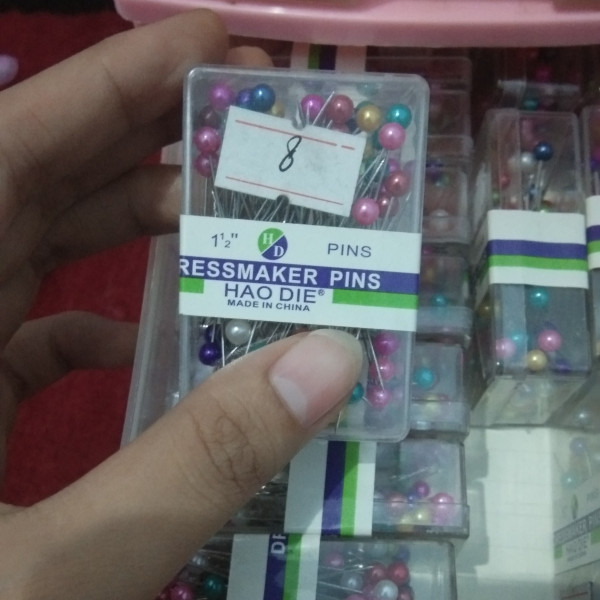 8
1½" HD PINS
RESSMAKER PINS
HAO DIE®
MADE IN CHINA